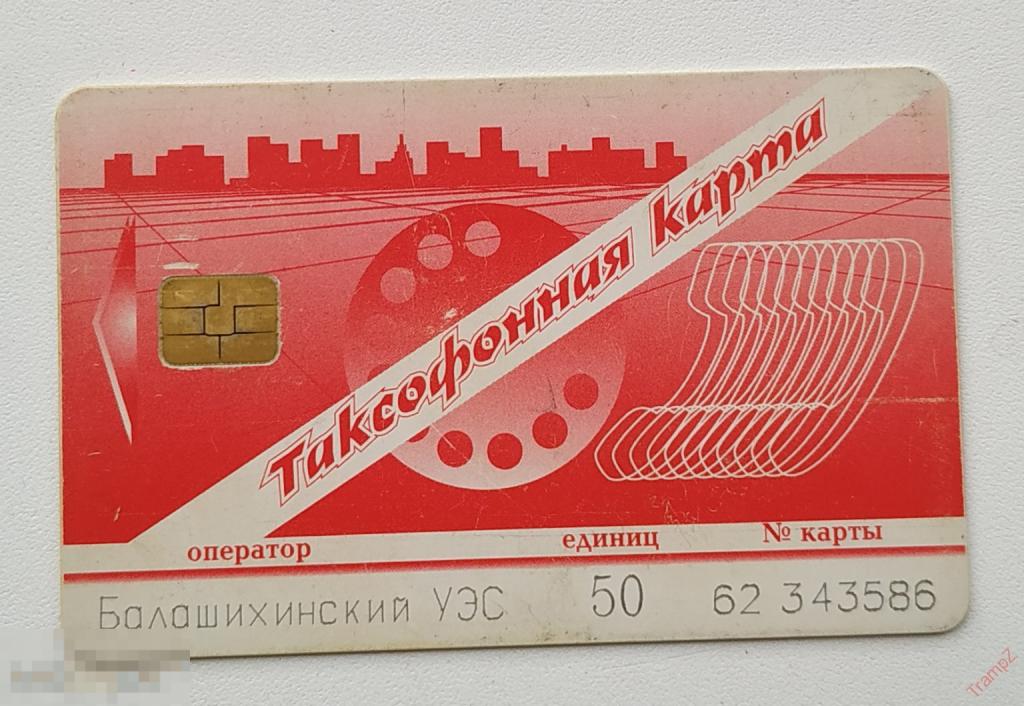 Таксофонная карта
оператор единиц № карты
Балашихинский УЭС 50 62 343586
TrampZ